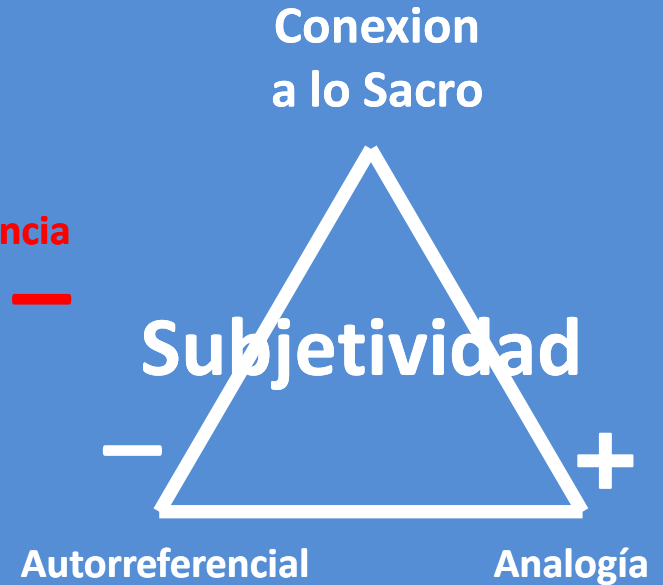 Conexion
a lo Sacro
ncia
–
Subjetividad
– +
Autorreferencial Analogía